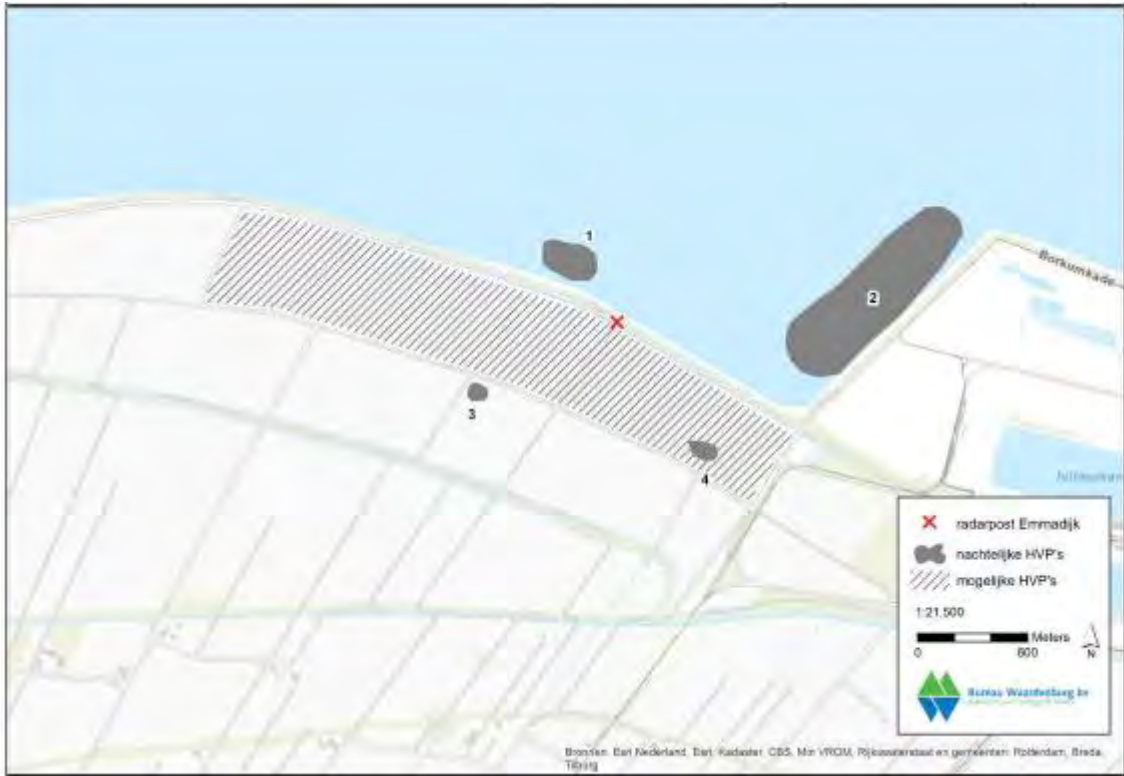 1
2
3
4
Borkumkade
radarpost Emmadijk
nachtelijke HVP's
mogelijke HVP's
1:21.500
Meters
0 600
N
Bureau Waardenburg bv
Bronnen: Esri Nederland, Esri, Kadaster, CBS, Min VROM, Rijkswaterstaat en gemeenten: Rotterdam, Breda,
Tilburg